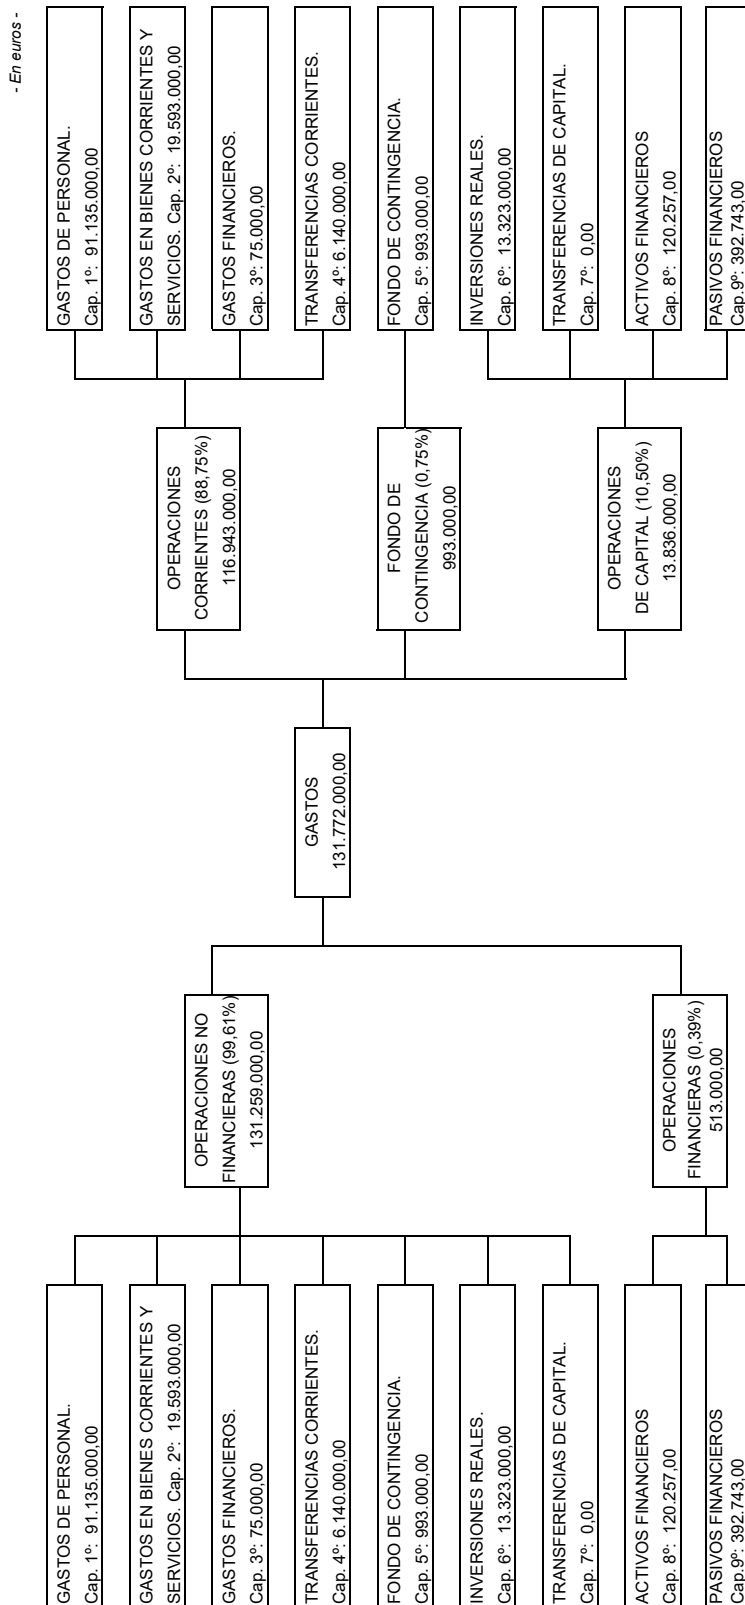 - En euros -
GASTOS DE PERSONAL.
Cap. 1º: 91.135.000,00
GASTOS EN BIENES CORRIENTES Y
SERVICIOS. Cap. 2º: 19.593.000,00
GASTOS FINANCIEROS.
Cap. 3º: 75.000,00
TRANSFERENCIAS CORRIENTES.
Cap. 4º: 6.140.000,00
FONDO DE CONTINGENCIA.
Cap. 5º: 993.000,00
INVERSIONES REALES.
Cap. 6º: 13.323.000,00
TRANSFERENCIAS DE CAPITAL.
Cap. 7º: 0,00
ACTIVOS FINANCIEROS
Cap. 8º: 120.257,00
PASIVOS FINANCIEROS
Cap.9º: 392.743,00
OPERACIONES NO
FINANCIERAS (99,61%)
131.259.000,00
OPERACIONES
FINANCIERAS (0,39%)
513.000,00
GASTOS
131.772.000,00
OPERACIONES
CORRIENTES (88,75%)
116.943.000,00
FONDO DE
CONTINGENCIA (0,75%)
993.000,00
OPERACIONES
DE CAPITAL (10,50%)
13.836.000,00
GASTOS DE PERSONAL.
Cap. 1º: 91.135.000,00
GASTOS EN BIENES CORRIENTES Y
SERVICIOS. Cap. 2º: 19.593.000,00
GASTOS FINANCIEROS.
Cap. 3º: 75.000,00
TRANSFERENCIAS CORRIENTES.
Cap. 4º: 6.140.000,00
FONDO DE CONTINGENCIA.
Cap. 5º: 993.000,00
INVERSIONES REALES.
Cap. 6º: 13.323.000,00
TRANSFERENCIAS DE CAPITAL.
Cap. 7º: 0,00
ACTIVOS FINANCIEROS
Cap. 8º: 120.257,00
PASIVOS FINANCIEROS
Cap.9º: 392.743,00